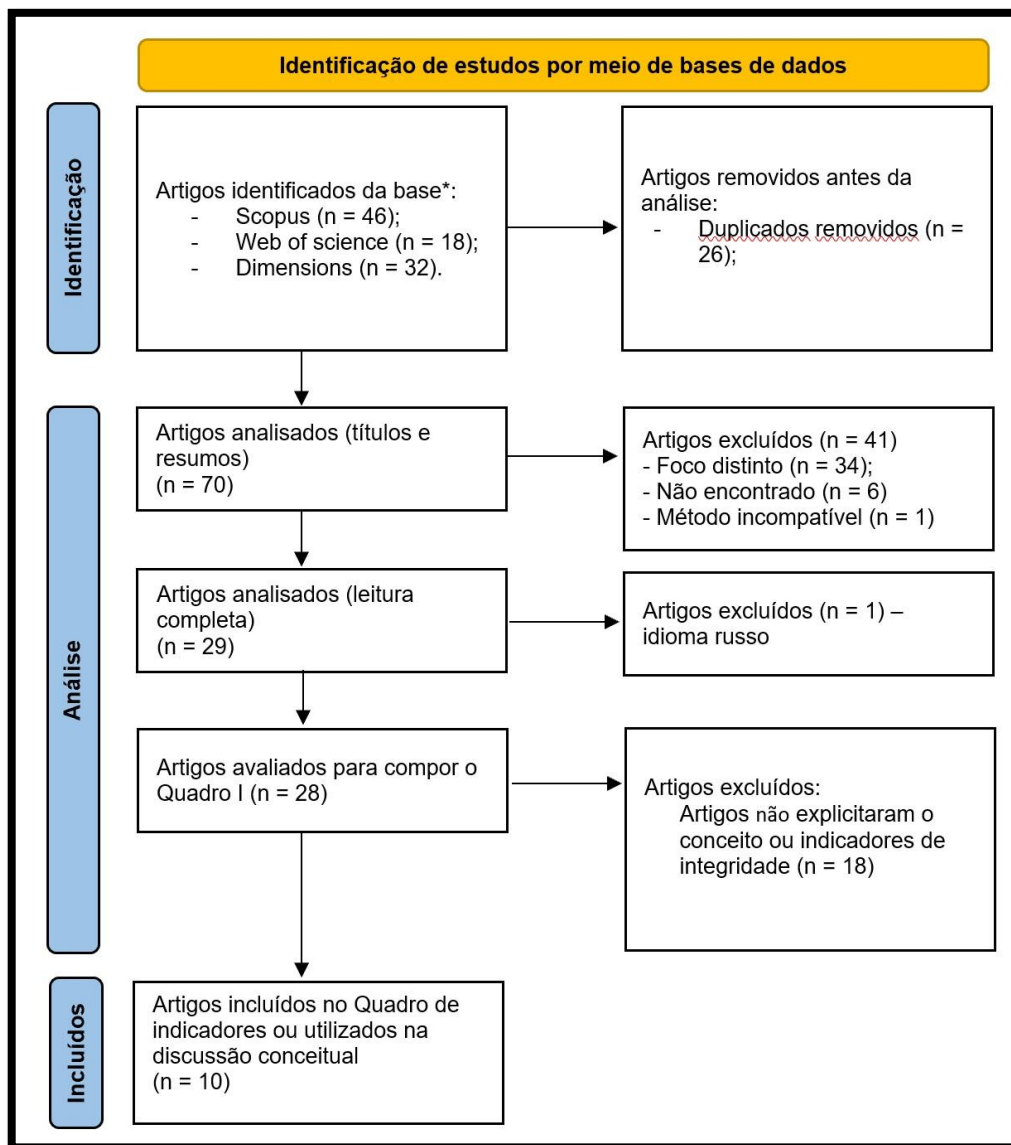 Identificação de estudos por meio de bases de dados
Identificação
Artigos identificados da base*:
- Scopus (n = 46);
- Web of science (n = 18);
- Dimensions (n = 32).
Artigos removidos antes da
análise:
- Duplicados removidos (n =
26);
Análise
Artigos analisados (títulos e
resumos)
(n = 70)
Artigos excluídos (n = 41)
- Foco distinto (n = 34);
- Não encontrado (n = 6)
- Método incompatível (n = 1)
Artigos analisados (leitura
completa)
(n = 29)
Artigos excluídos (n = 1) –
idioma russo
Artigos avaliados para compor o
Quadro I (n = 28)
Artigos excluídos:
Artigos não explicitaram o
conceito ou indicadores de
integridade (n = 18)
Incluídos
Artigos incluídos no Quadro de
indicadores ou utilizados na
discussão conceitual
(n = 10)